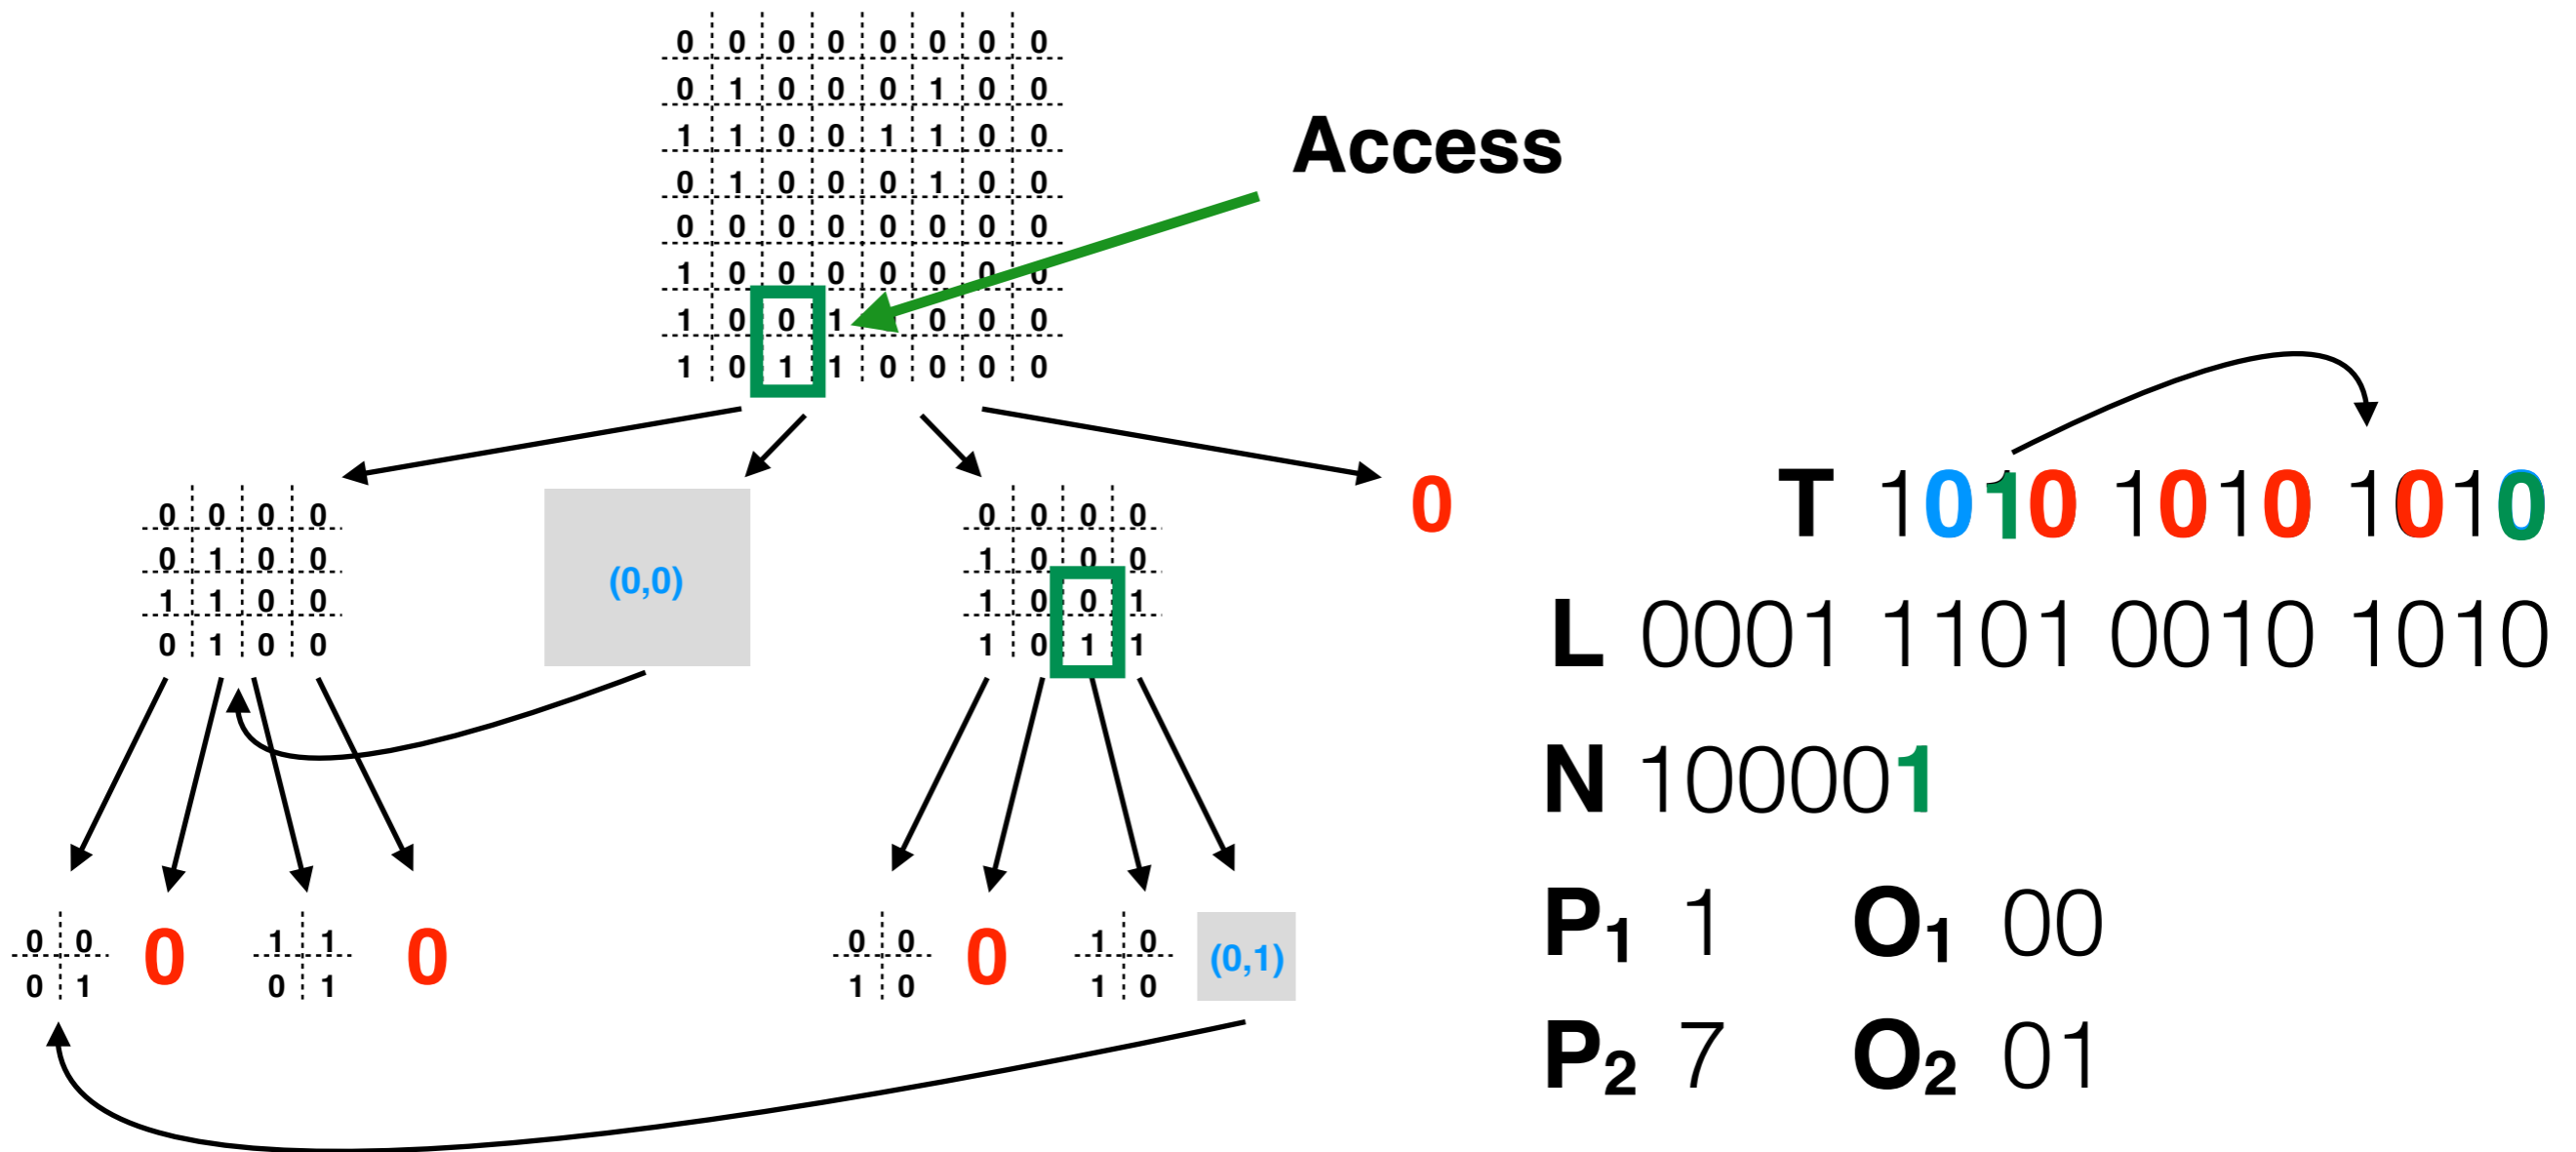 0 0 0 0 0 0 0 0
0 1 0 0 0 1 0 0
1 1 0 0 1 1 0 0
Access
0 1 0 0 0 1 0 0
0 0 0 0 0 0 0 0
1 0 0 0 0 0 0 0
1 0 0 1 0 0 0
1 0 1 1 0 0 0 0
0 0 0 0
0 1 0 0
1 1 0 0
0 1 0 0
(0,0)
0 0 0 0
1 0 0 0
1 0 0 1
1 0 1 1
0
0 0
0 1
0
1 1
0 1
0
0 0
1 0
0
1 0
1 0
(0,1)
T 1010 1010 1010
L 0001 1101 0010 1010
N 100001
P1 1 O1 00
P2 7 O2 01